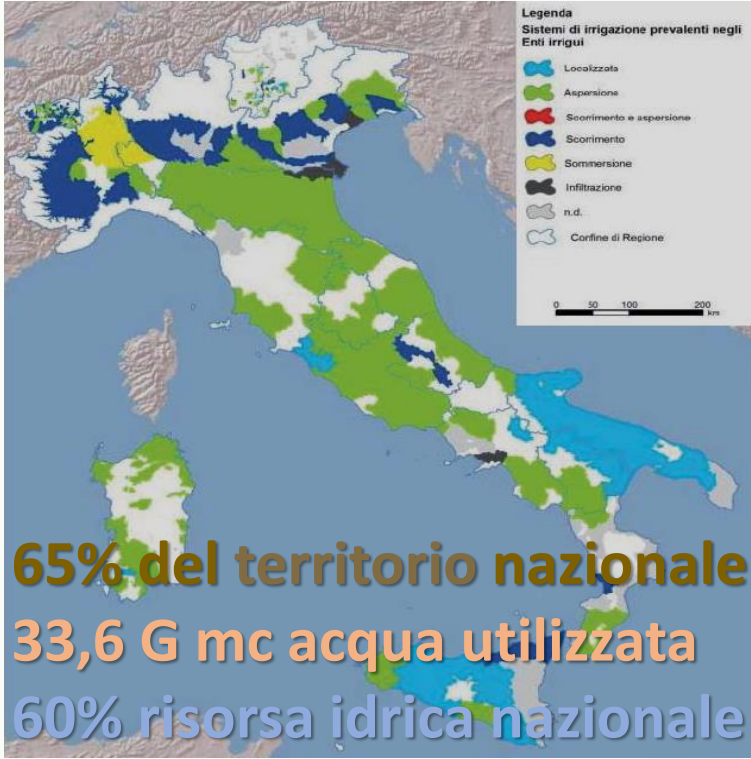 Legenda
Sistemi di irrigazione prevalenti negli
Enti irrigui
Localizzata
Aspersione
Scorrimento e aspersione
Scorrimento
Sommersione
Infiltrazione
n.d.
Confine di Regione
0 50 100 200
km
65% del territorio nazionale
33,6 G mc acqua utilizzata
60% risorsa idrica nazionale